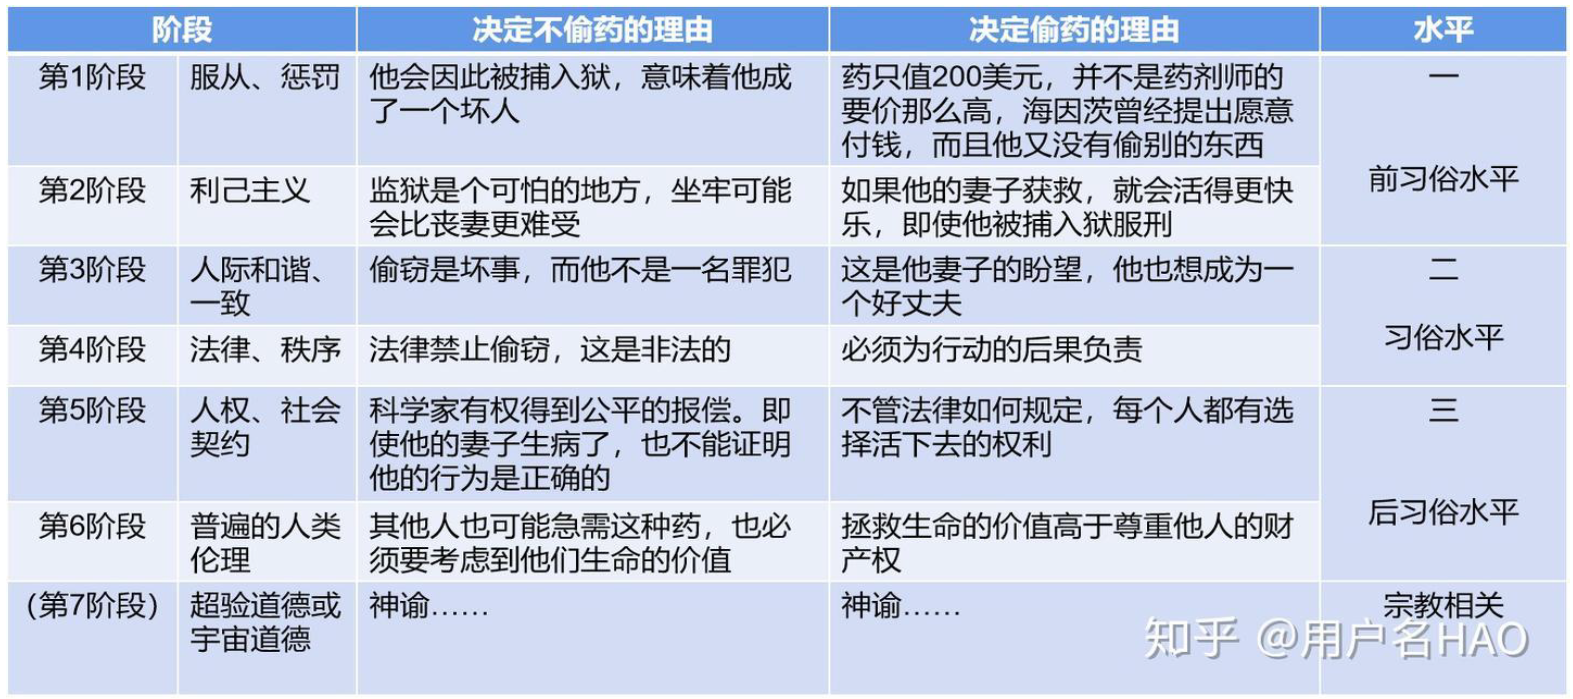 阶段 决定不偷药的理由 决定偷药的理由 水平
第1阶段 服从、惩罚 他会因此被捕入狱，意味着他成 药只值200美元，并不是药剂师的 一
了一个坏人 要价那么高，海因茨曾经提出愿意
付钱，而且他又没有偷别的东西
前习俗水平
第2阶段 利己主义 监狱是个可怕的地方，坐牢可能 如果他的妻子获救，就会活得更快
会比丧妻更难受 乐，即使他被捕入狱服刑
第3阶段 人际和谐、 偷窃是坏事，而他不是一名罪犯 这是他妻子的盼望，他也想成为一 二
一致 个好丈夫
习俗水平
第4阶段 法律、秩序 法律禁止偷窃，这是非法的 必须为行动的后果负责
第5阶段 人权、社会 科学家有权得到公平的报偿。即 不管法律如何规定，每个人都有选 三
契约 使他的妻子生病了，也不能证明 择活下去的权利
他的行为是正确的
后习俗水平
第6阶段 普遍的人类 其他人也可能急需这种药，也必 拯救生命的价值高于尊重他人的财
伦理 须要考虑到他们生命的价值 产权
（第7阶段） 超验道德或 神谕…… 神谕…… 宗教相关
宇宙道德
知乎 @用户名HAO